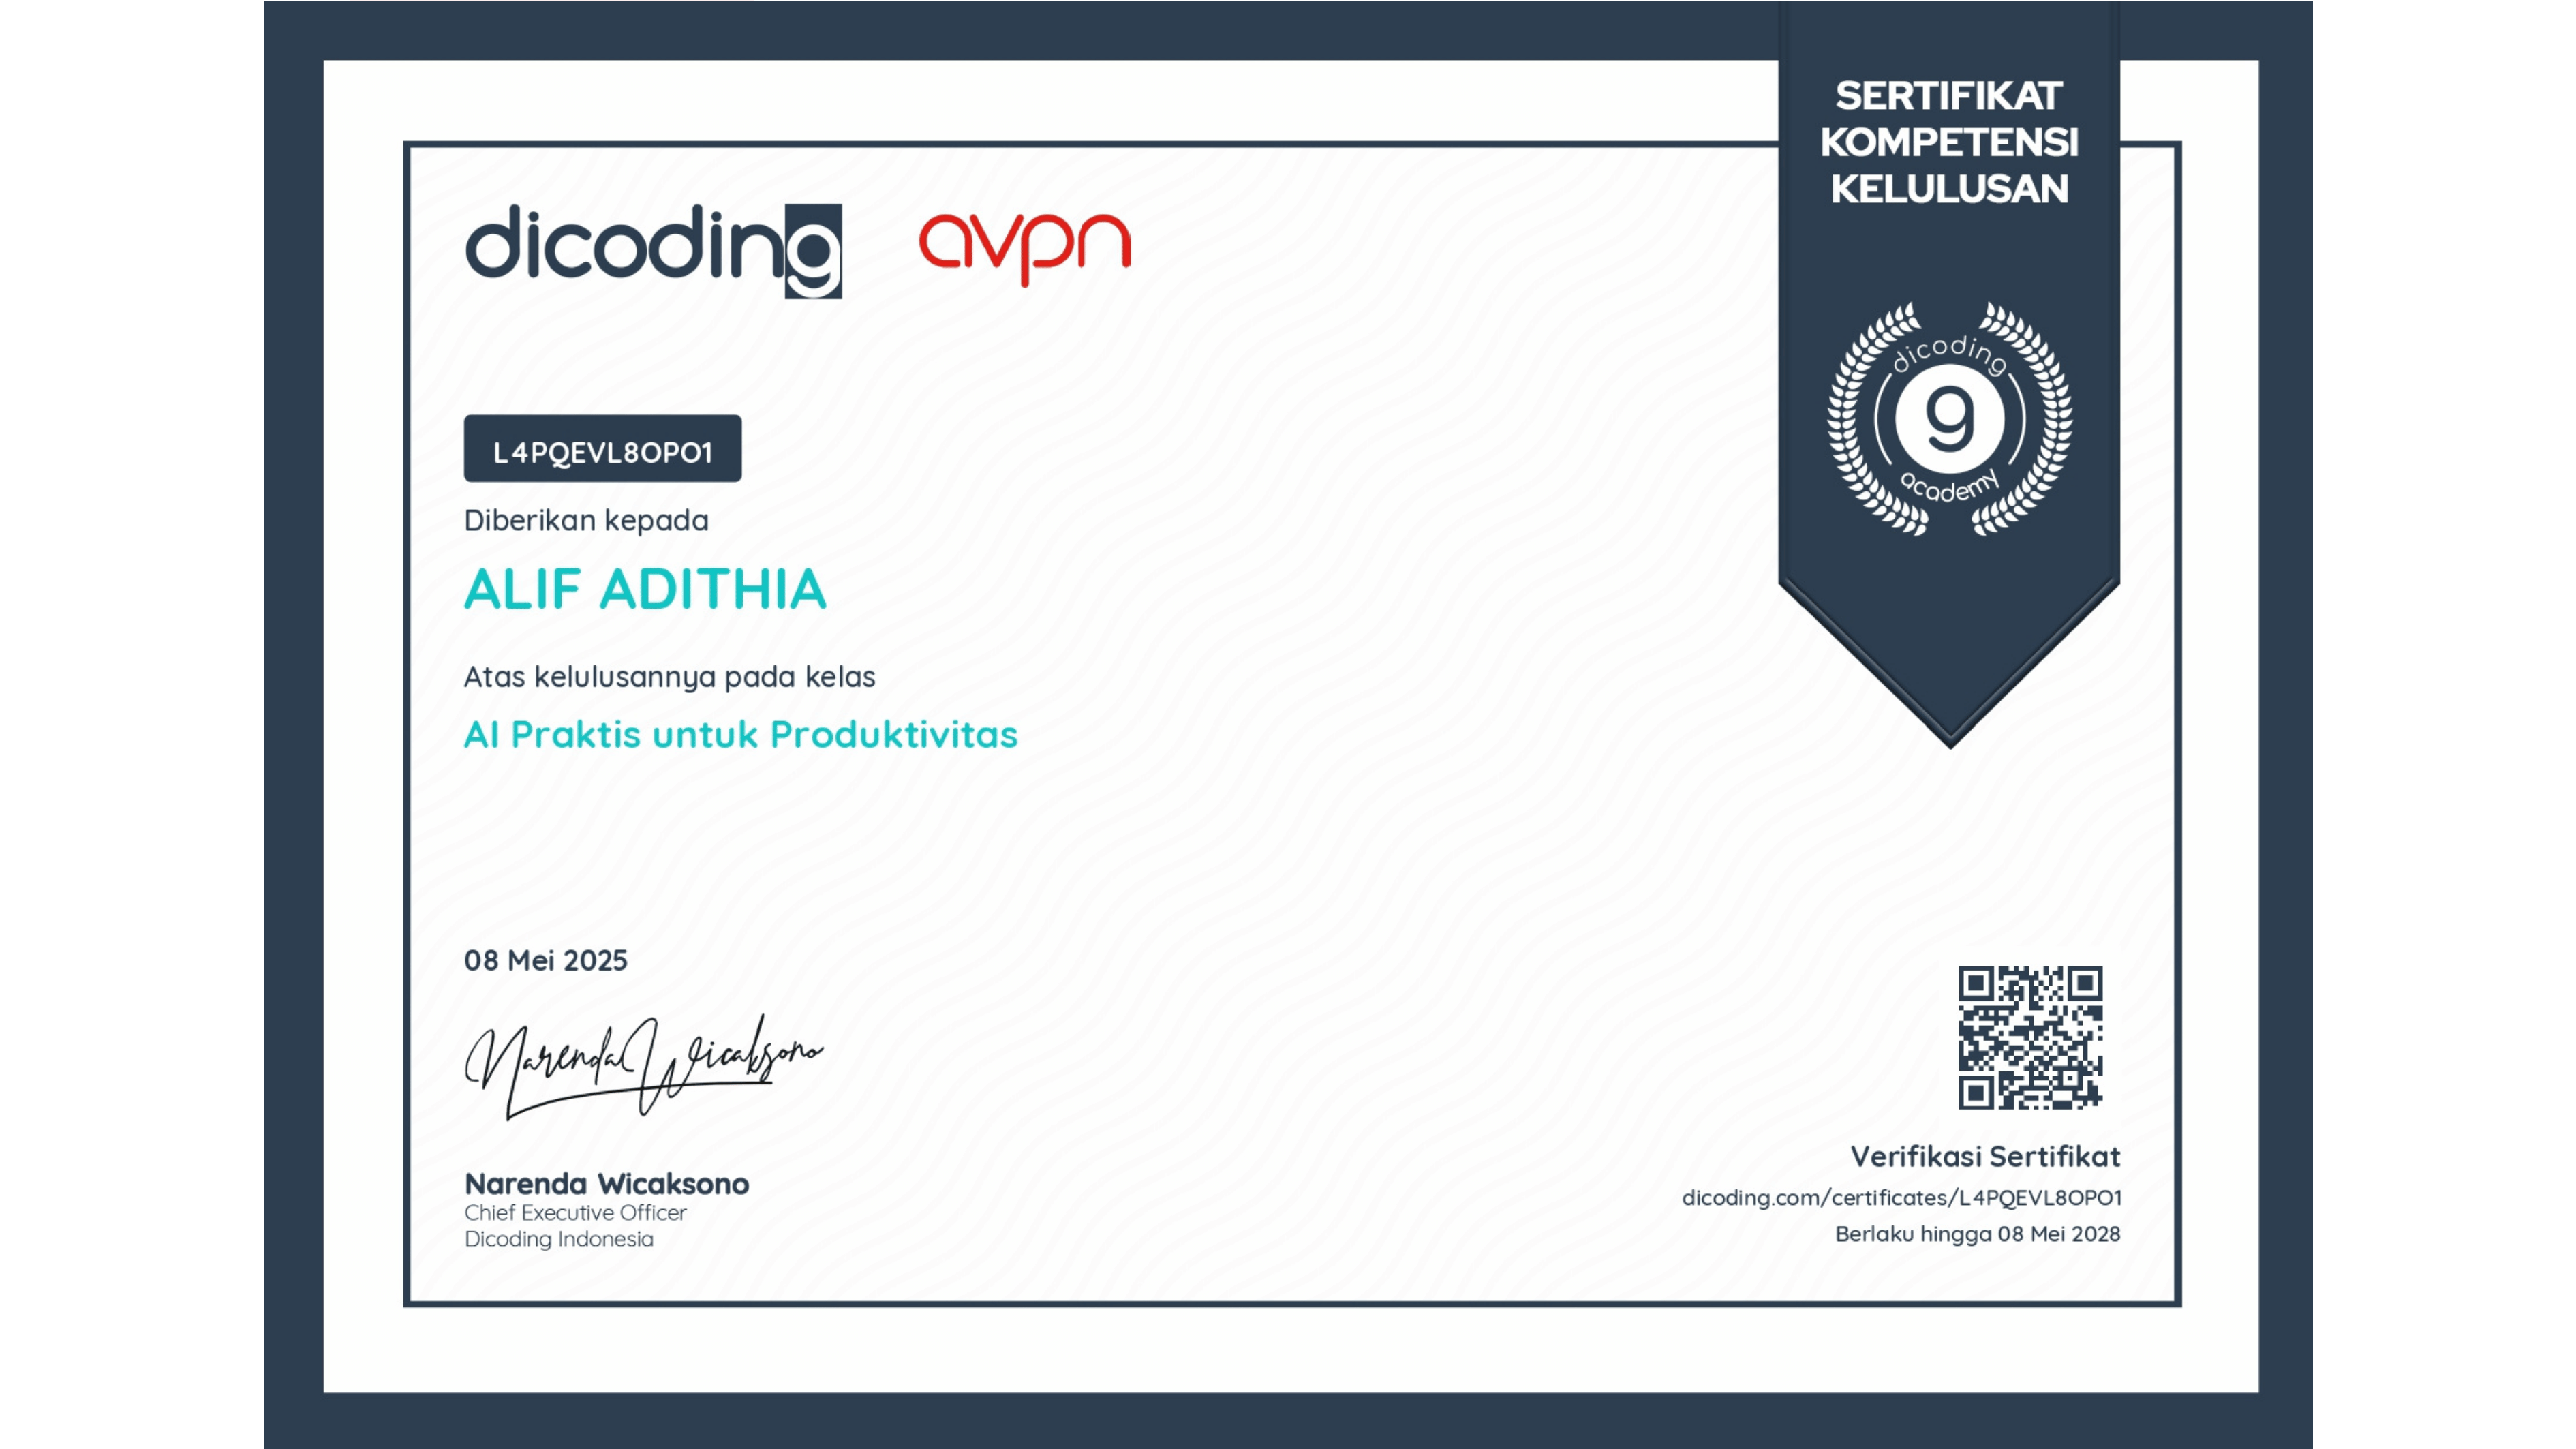 SERTIFIKAT
KOMPETENSI
KELULUSAN
dicoding avpn
dicoding
g
academy
L4PQEVL8OPO1
Diberikan kepada
ALIF ADITHIA
Atas kelulusannya pada kelas
AI Praktis untuk Produktivitas
08 Mei 2025
Narenda Wicaksono
Narenda Wicaksono
Chief Executive Officer
Dicoding Indonesia
Verifikasi Sertifikat
dicoding.com/certificates/L4PQEVL8OPO1
Berlaku hingga 08 Mei 2028